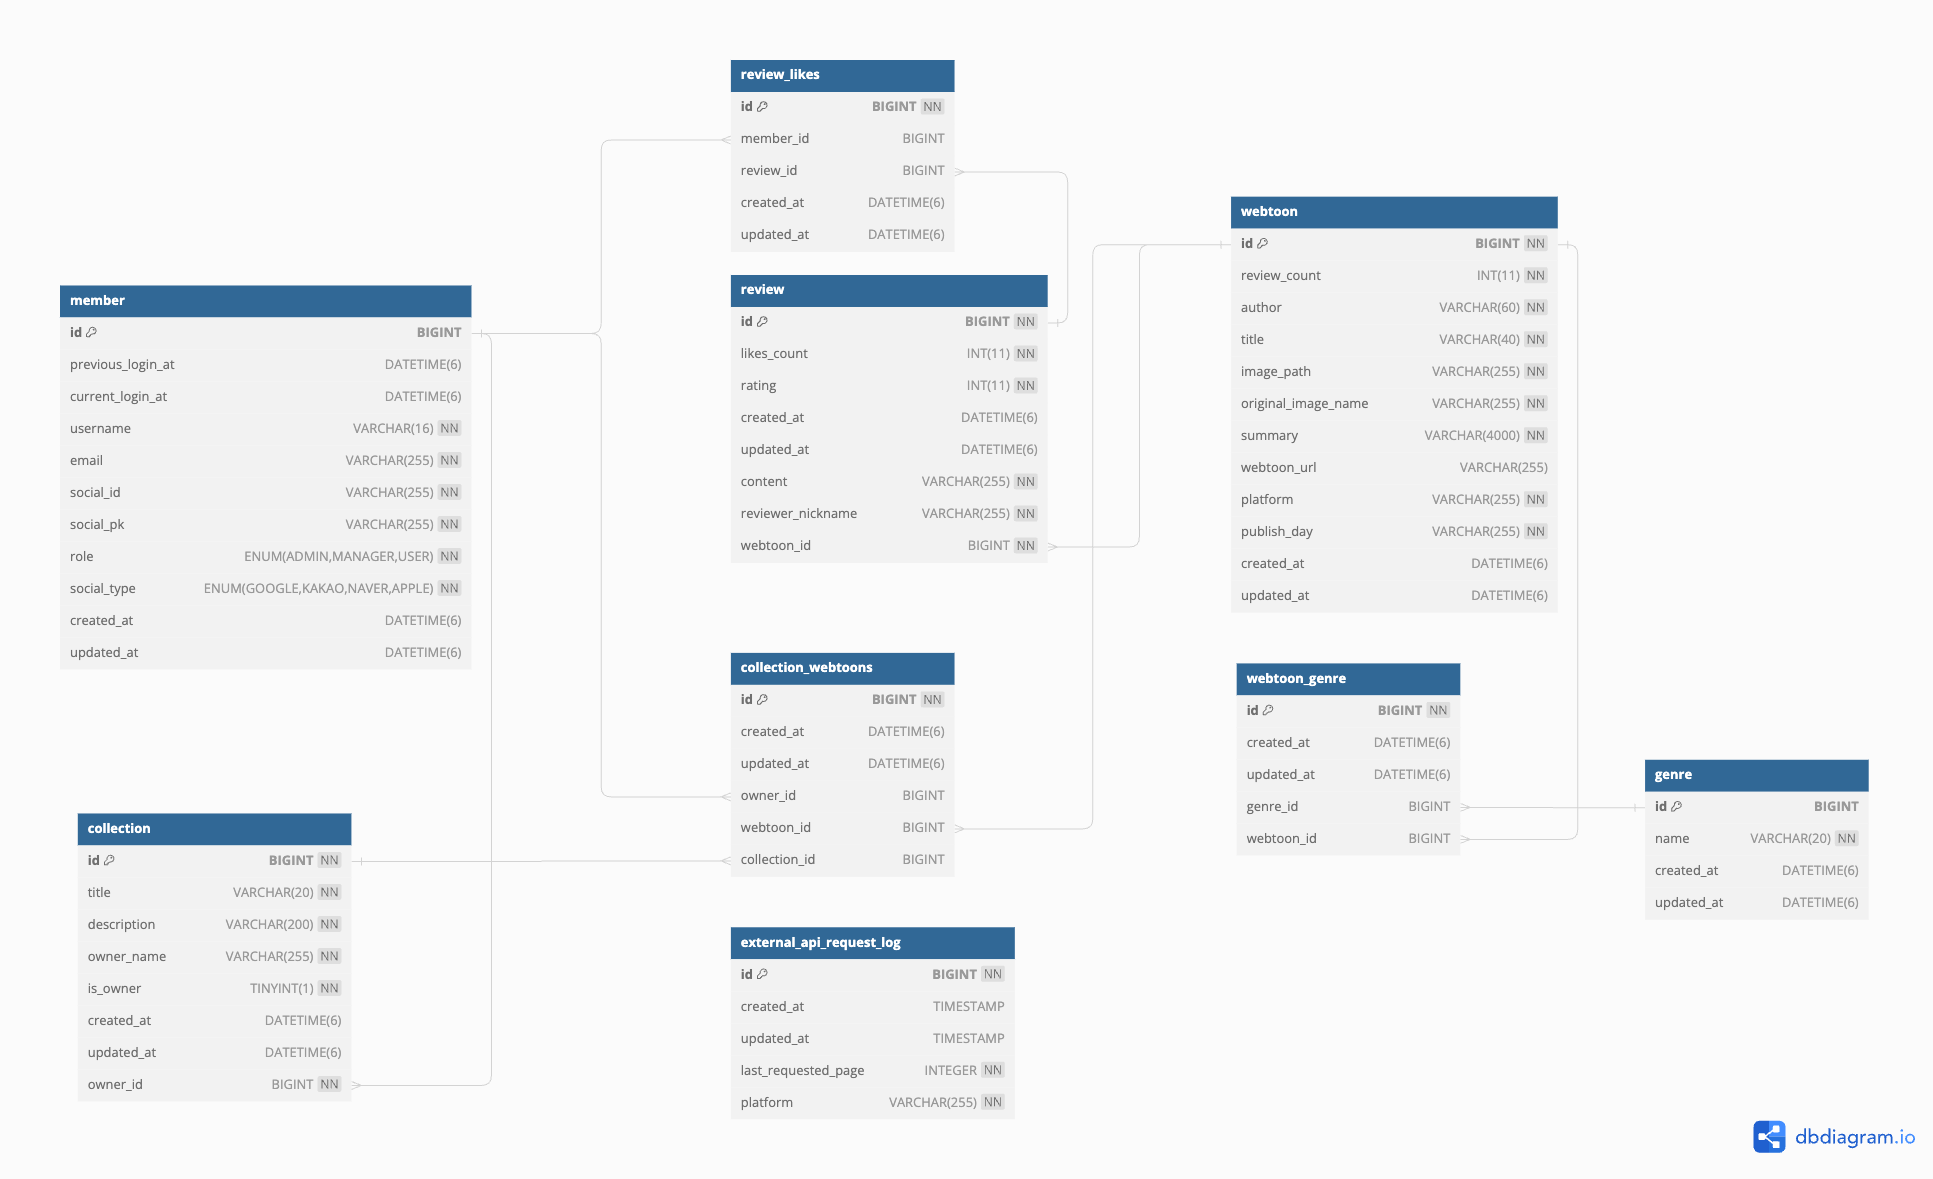 review_likes
id BIGINT NN
member_id BIGINT
review_id BIGINT
created_at DATETIME(6)
updated_at DATETIME(6)
review
id BIGINT NN
likes_count INT(11) NN
rating INT(11) NN
created_at DATETIME(6)
updated_at DATETIME(6)
content VARCHAR(255) NN
reviewer_nickname VARCHAR(255) NN
webtoon_id BIGINT NN
webtoon
id BIGINT NN
review_count INT(11) NN
author VARCHAR(60) NN
title VARCHAR(40) NN
image_path VARCHAR(255) NN
original_image_name VARCHAR(255) NN
summary VARCHAR(4000) NN
webtoon_url VARCHAR(255)
platform VARCHAR(255) NN
publish_day VARCHAR(255) NN
created_at DATETIME(6)
updated_at DATETIME(6)
member
id BIGINT
previous_login_at DATETIME(6)
current_login_at DATETIME(6)
username VARCHAR(16) NN
email VARCHAR(255) NN
social_id VARCHAR(255) NN
social_pk VARCHAR(255) NN
role ENUM(ADMIN,MANAGER,USER) NN
social_type ENUM(GOOGLE,KAKAO,NAVER,APPLE) NN
created_at DATETIME(6)
updated_at DATETIME(6)
collection_webtoons
id BIGINT NN
created_at DATETIME(6)
updated_at DATETIME(6)
owner_id BIGINT
webtoon_id BIGINT
collection_id BIGINT
webtoon_genre
id BIGINT NN
created_at DATETIME(6)
updated_at DATETIME(6)
genre_id BIGINT
webtoon_id BIGINT
genre
id BIGINT
name VARCHAR(20) NN
created_at DATETIME(6)
updated_at DATETIME(6)
collection
id BIGINT NN
title VARCHAR(20) NN
description VARCHAR(200) NN
owner_name VARCHAR(255) NN
is_owner TINYINT(1) NN
created_at DATETIME(6)
updated_at DATETIME(6)
owner_id BIGINT NN
external_api_request_log
id BIGINT NN
created_at TIMESTAMP
updated_at TIMESTAMP
last_requested_page INTEGER NN
platform VARCHAR(255) NN
dbdiagram.io